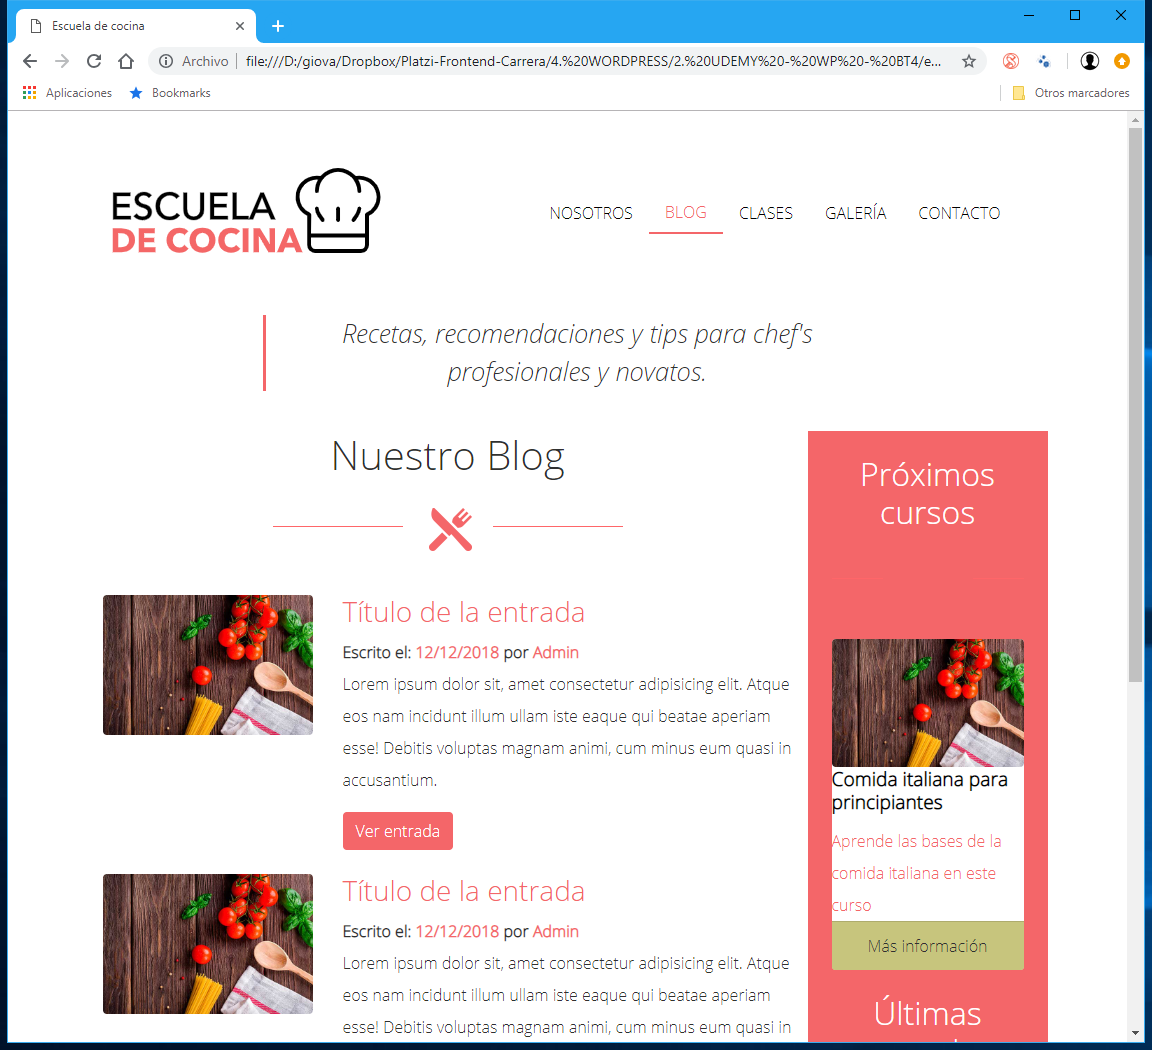 Escuela de cocina
Archivo file:///D:/giova/Dropbox/Platzi-Frontend-Carrera/4.%20WORDPRESS/2.%20UDEMY%20-%20WP%20-%20BT4/e...
Aplicaciones Bookmarks Otros marcadores
ESCUELA
DE COCINA
NOSOTROS BLOG CLASES GALERÍA CONTACTO
Recetas, recomendaciones y tips para chef's
profesionales y novatos.
Nuestro Blog
Título de la entrada
Escrito el: 12/12/2018 por Admin
Lorem ipsum dolor sit, amet consectetur adipisicing elit. Atque
eos nam incidunt illum ullam iste eaque qui beatae aperiam
esse! Debitis voluptas magnam animi, cum minus eum quasi in
accusantium.
Ver entrada
Título de la entrada
Escrito el: 12/12/2018 por Admin
Lorem ipsum dolor sit, amet consectetur adipisicing elit. Atque
eos nam incidunt illum ullam iste eaque qui beatae aperiam
esse! Debitis voluptas magnam animi, cum minus eum quasi in
Próximos
cursos
Comida italiana para
principiantes
Aprende las bases de la
comida italiana en este
curso
Más información
Últimas